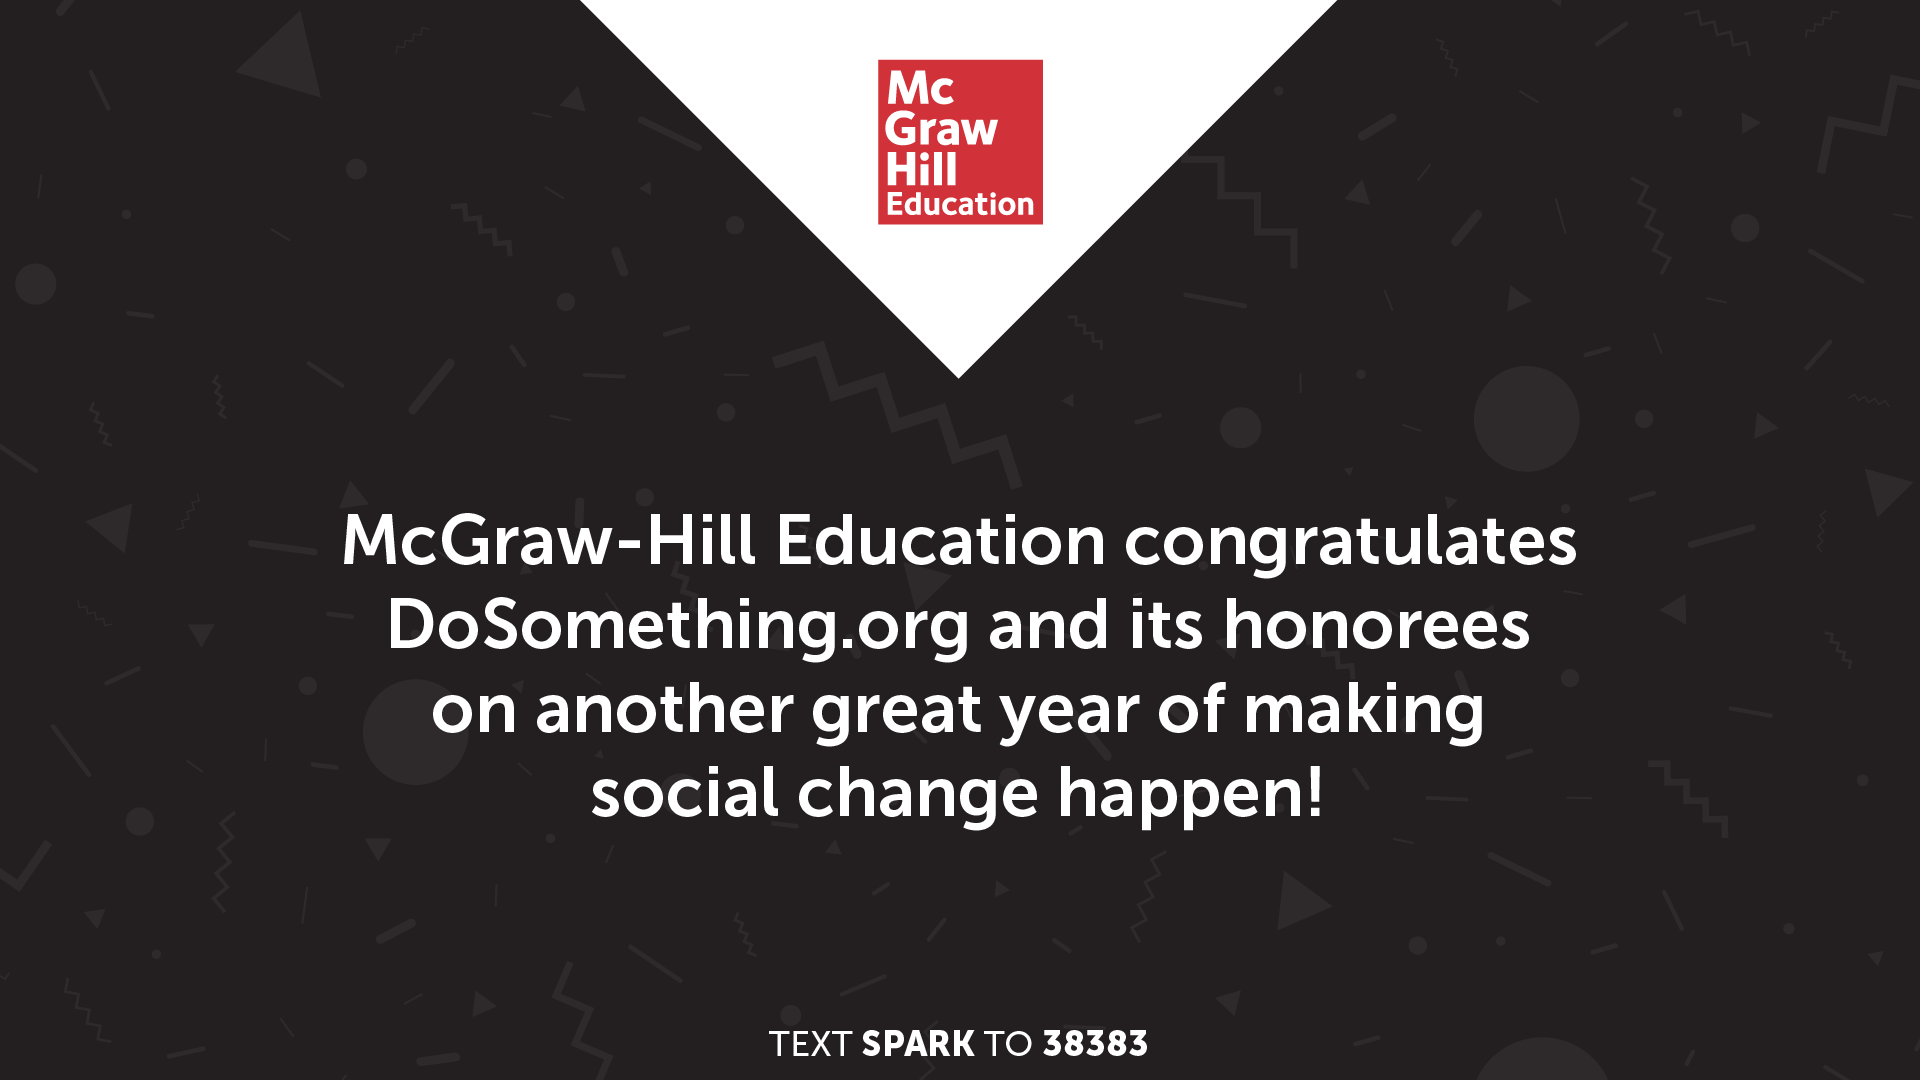 Mc
Graw
Hill
Education
McGraw-Hill Education congratulates
DoSomething.org and its honorees
on another great year of making
social change happen!
TEXT SPARK TO 38383